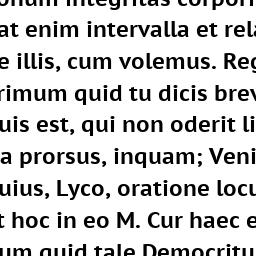 onum integritas corpori
at enim intervalla et rel
e illis, cum volemus. Reg
rimum quid tu dicis brev
uis est, qui non oderit li
a prorsus, inquam; Veni
uius, Lyco, oratione locu
t hoc in eo M. Cur haec e
um quid tale Democritu